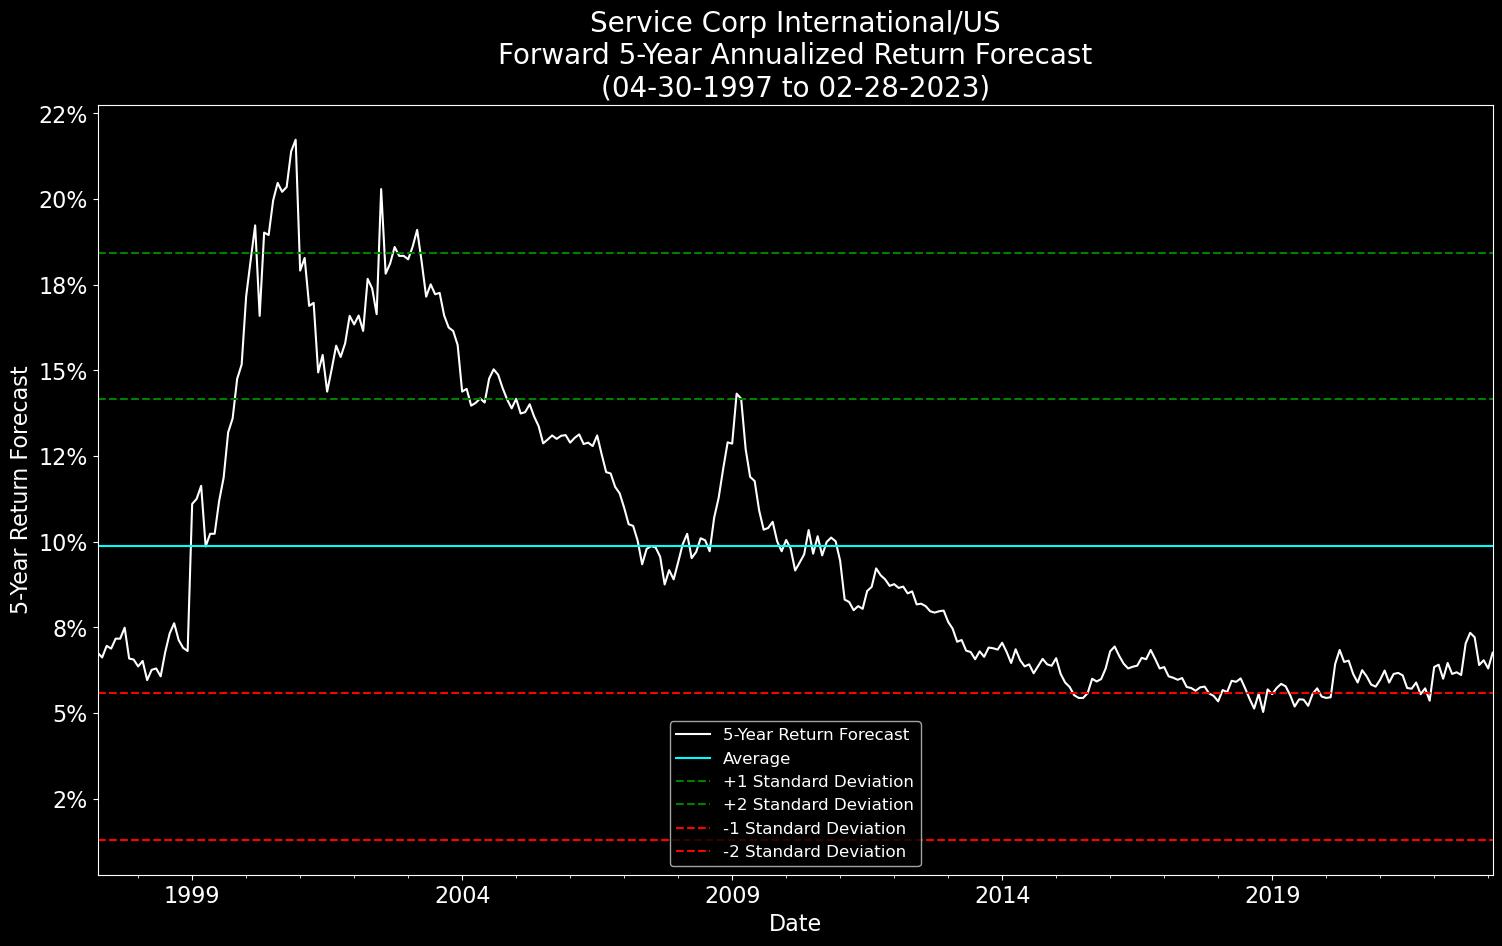 Service Corp International/US
Forward 5-Year Annualized Return Forecast
(04-30-1997 to 02-28-2023)
22%
20%
18%
15%
12%
10%
8%
5%
2%
5-Year Return Forecast
5-Year Return Forecast
Average
+1 Standard Deviation
+2 Standard Deviation
-1 Standard Deviation
-2 Standard Deviation
1999 2004 2009 2014 2019
Date